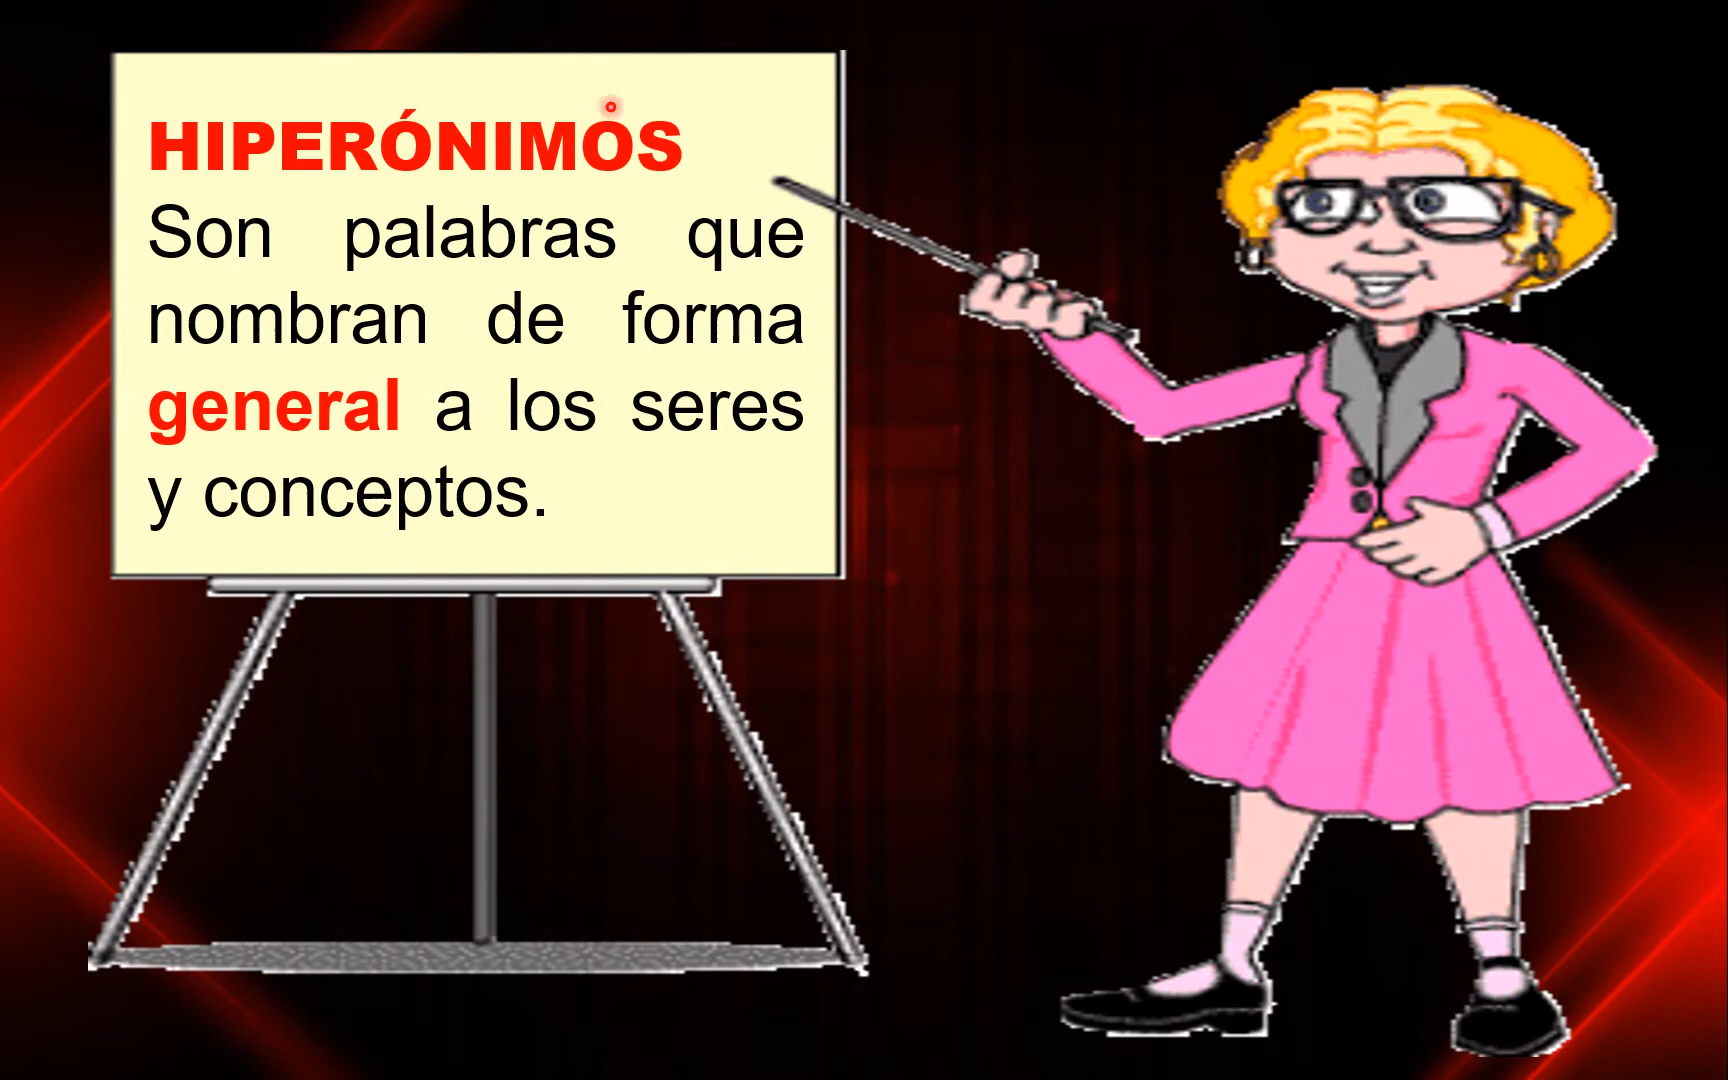 HIPERÓNIMOS
Son palabras que
nombran de forma
general a los seres
y conceptos.